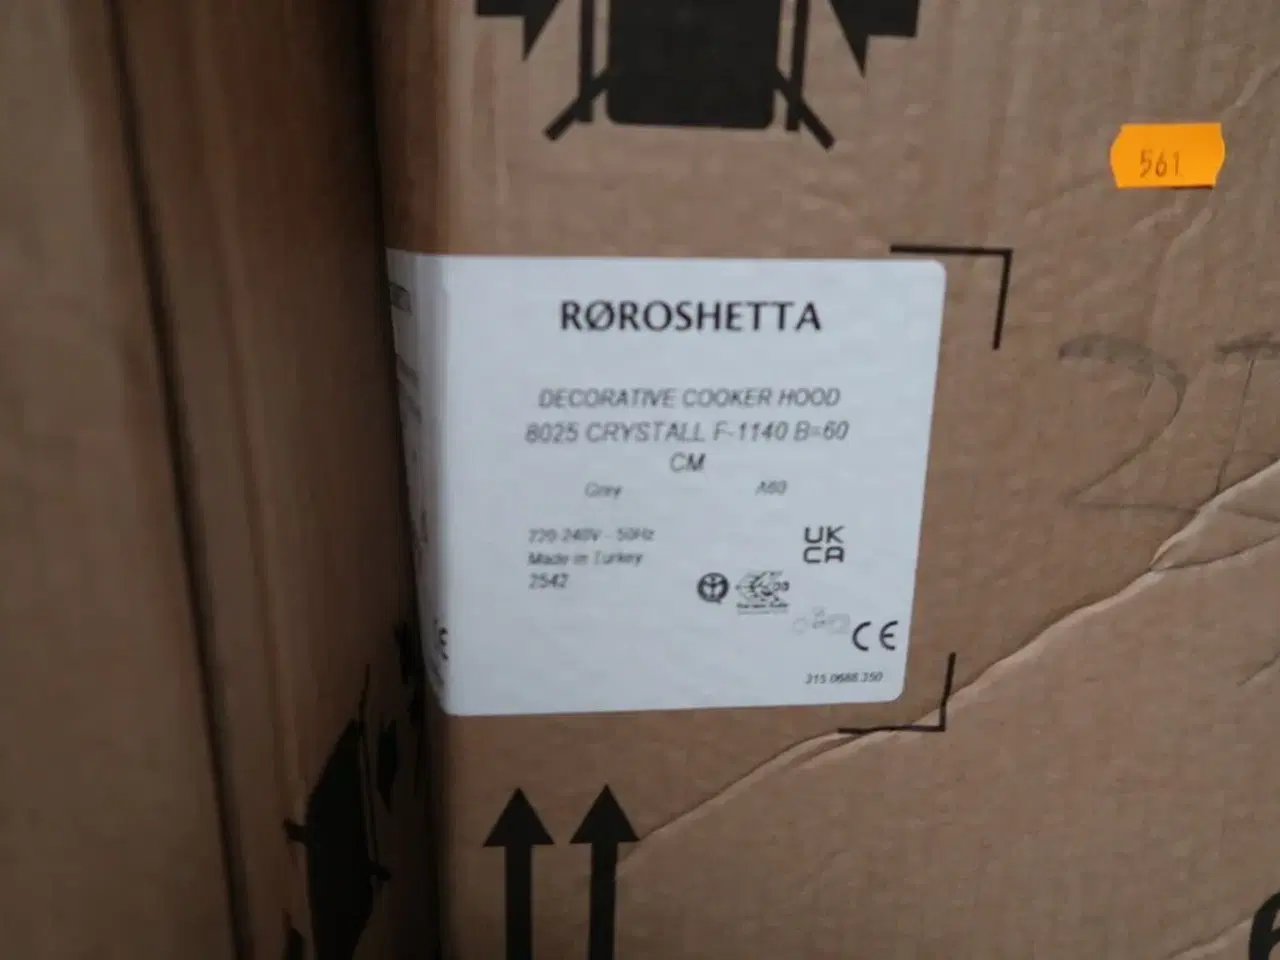 561
RØROSHETTA
DECORATIVE COOKER HOOD
8025 CRYSTALL F-1140 B=60
CM
Grey A60
220-240V - 50Hz
Made in Turkey
2542
UK
CA
CE
315.0688.350